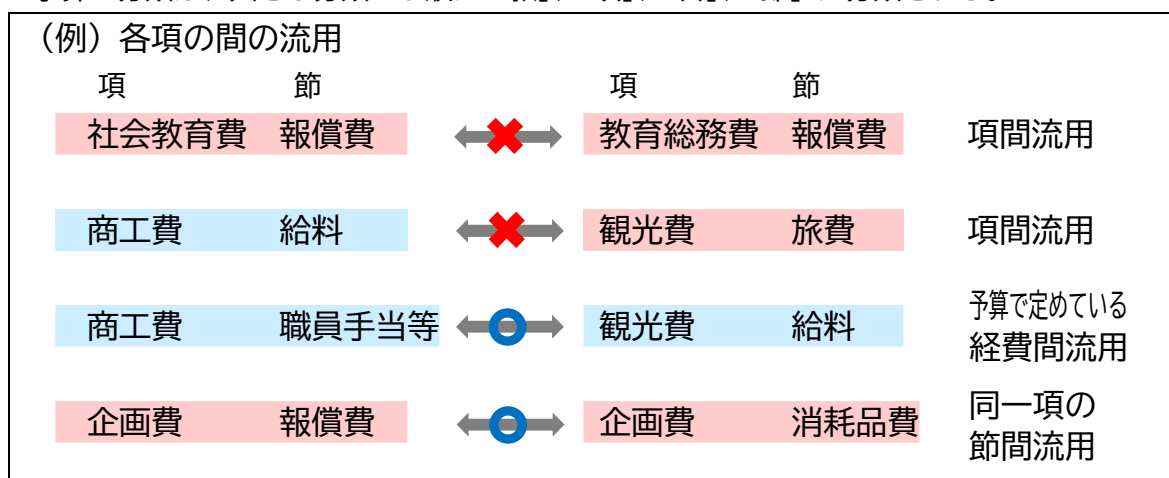 (例)各項の間の流用
項 節 項 節
社会教育費 報償費 教育総務費 報償費 項間流用
商工費 給料 観光費 旅費 項間流用
商工費 職員手当等 観光費 給料 予算で定めている
経費間流用
企画費 報償費 企画費 消耗品費 同一項の
節間流用